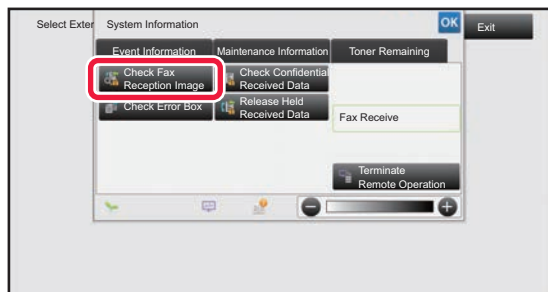 Select Exter
System Information
OK
Exit
Event Information
Maintenance Information
Toner Remaining
Check Fax
Reception Image
Check Confidential
Received Data
Check Error Box
Release Held
Received Data
Fax Receive
Terminate
Remote Operation